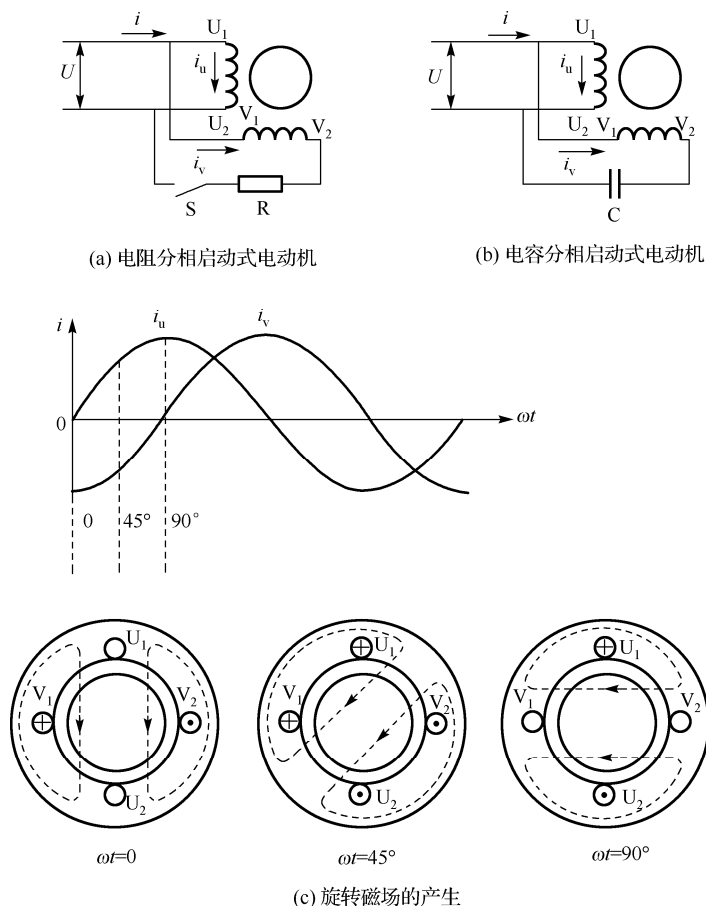 i
U₁
U
iᵤ
U₂
V₁
V₂
iᵥ
S
R
(a) 电阻分相启动式电动机
i
U₁
U
iᵤ
U₂
V₁
V₂
iᵥ
C
(b) 电容分相启动式电动机
i
iᵤ
iᵥ
0
ωt
0
45°
90°
U₁
V₁
V₂
U₂
ωt=0
U₁
V₁
V₂
U₂
ωt=45°
U₁
V₁
V₂
U₂
ωt=90°
(c) 旋转磁场的产生